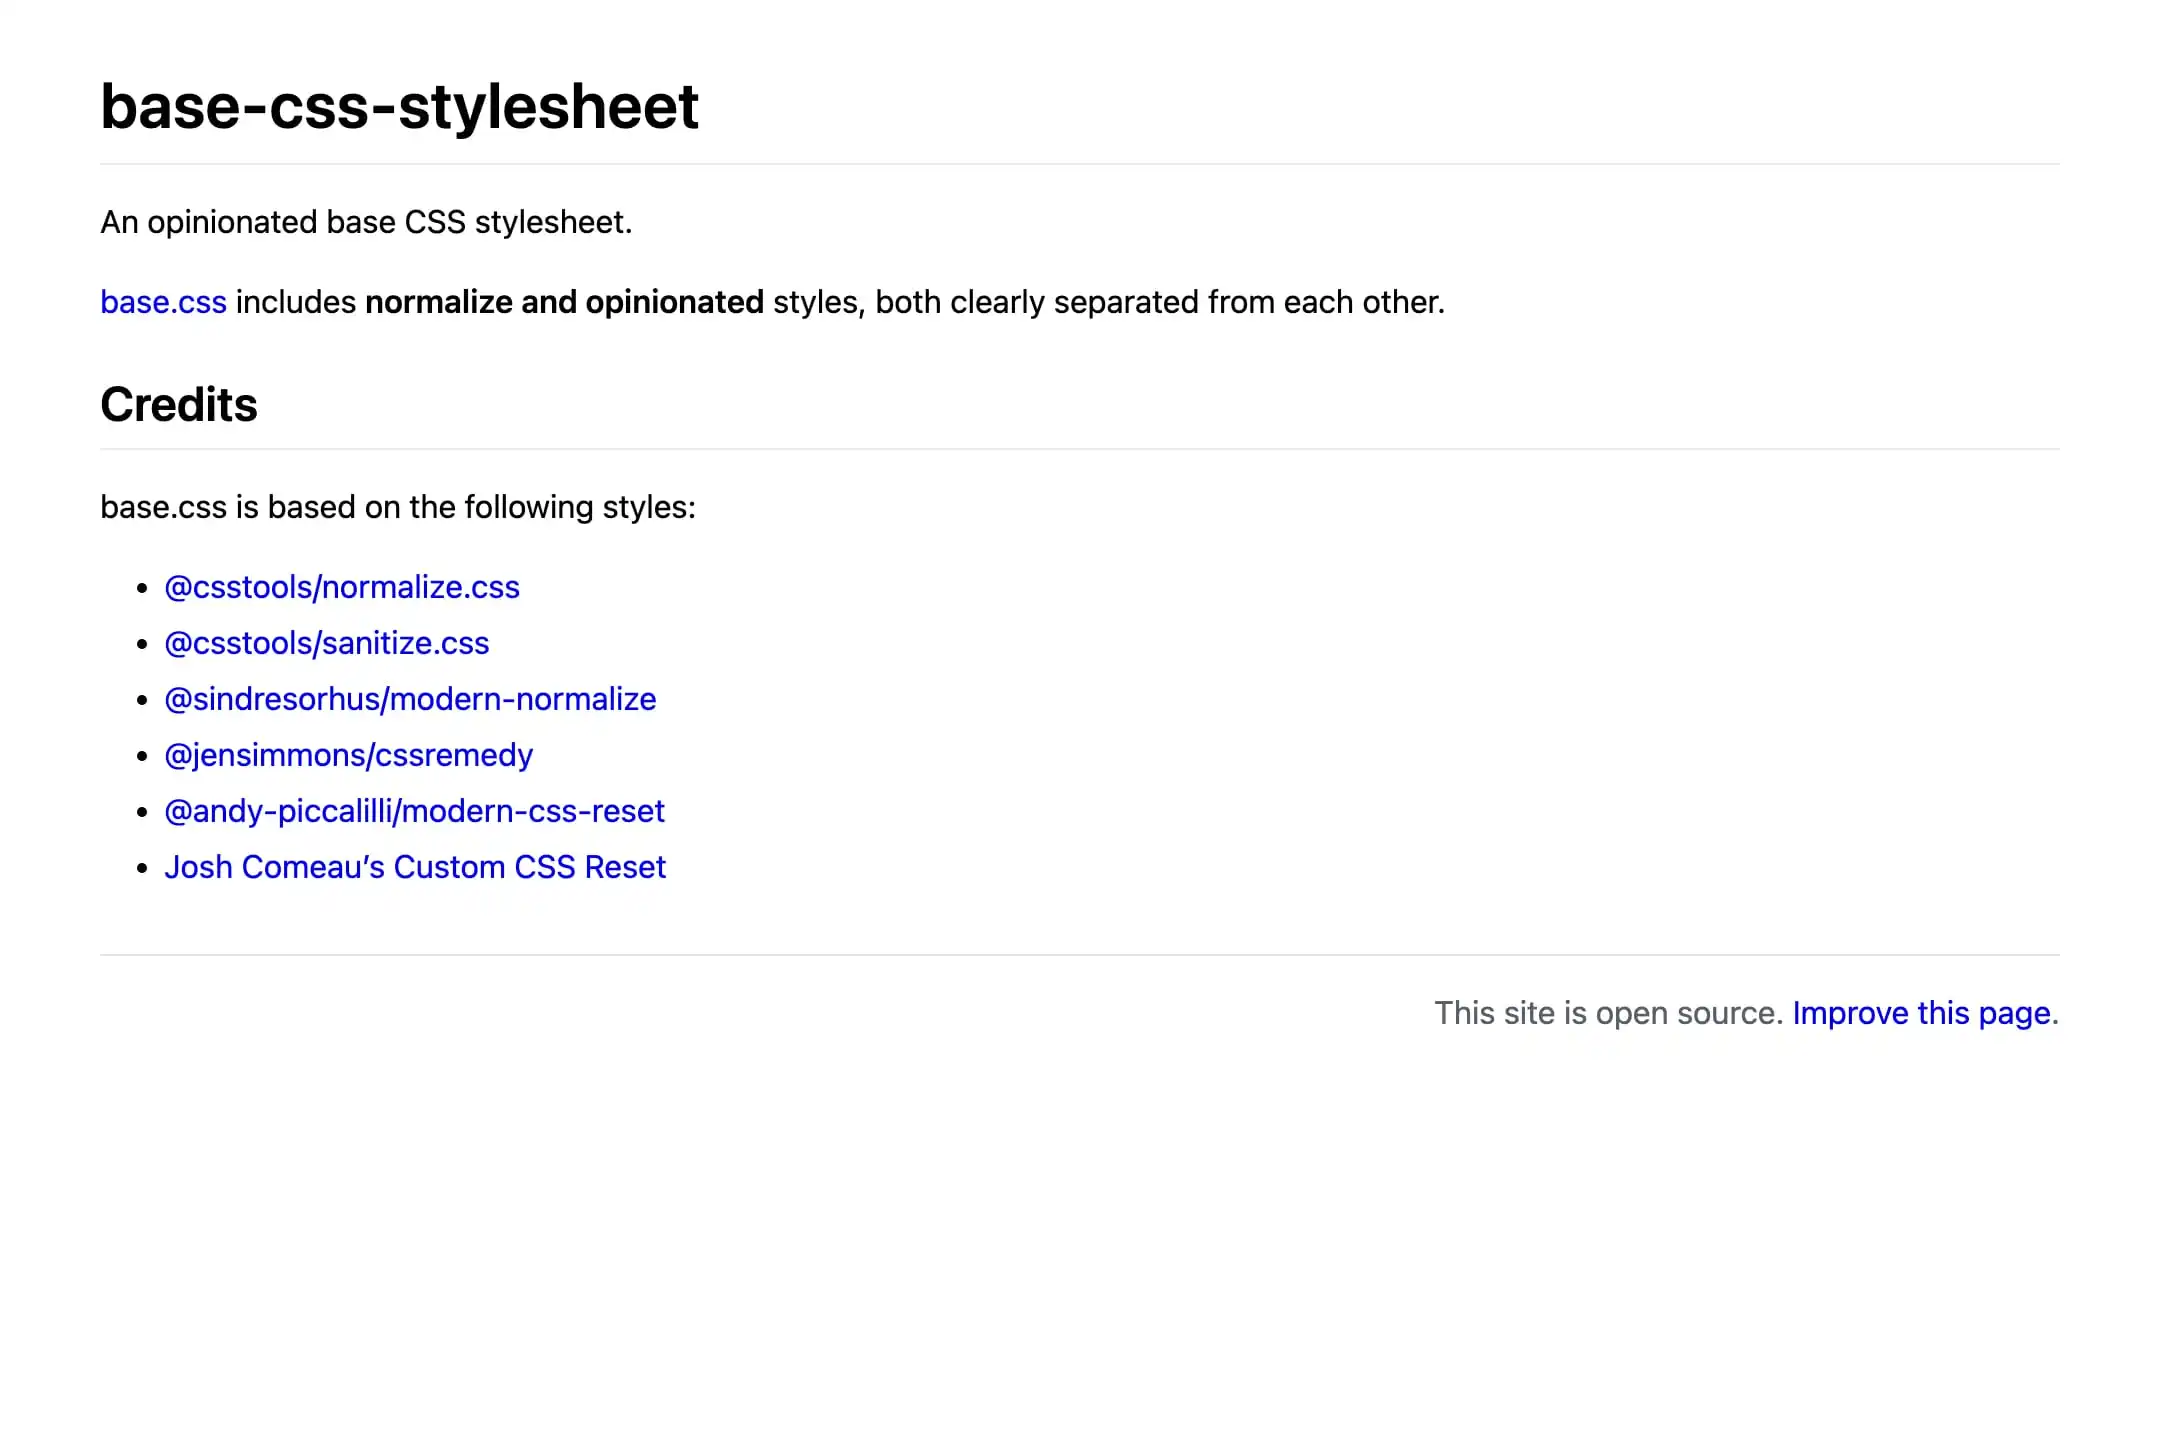 base-css-stylesheet
An opinionated base CSS stylesheet.
base.css includes normalize and opinionated styles, both clearly separated from each other.
Credits
base.css is based on the following styles:
@csstools/normalize.css
@csstools/sanitize.css
@sindresorhus/modern-normalize
@jensimmons/cssremedy
@andy-piccalilli/modern-css-reset
Josh Comeau’s Custom CSS Reset
This site is open source. Improve this page.